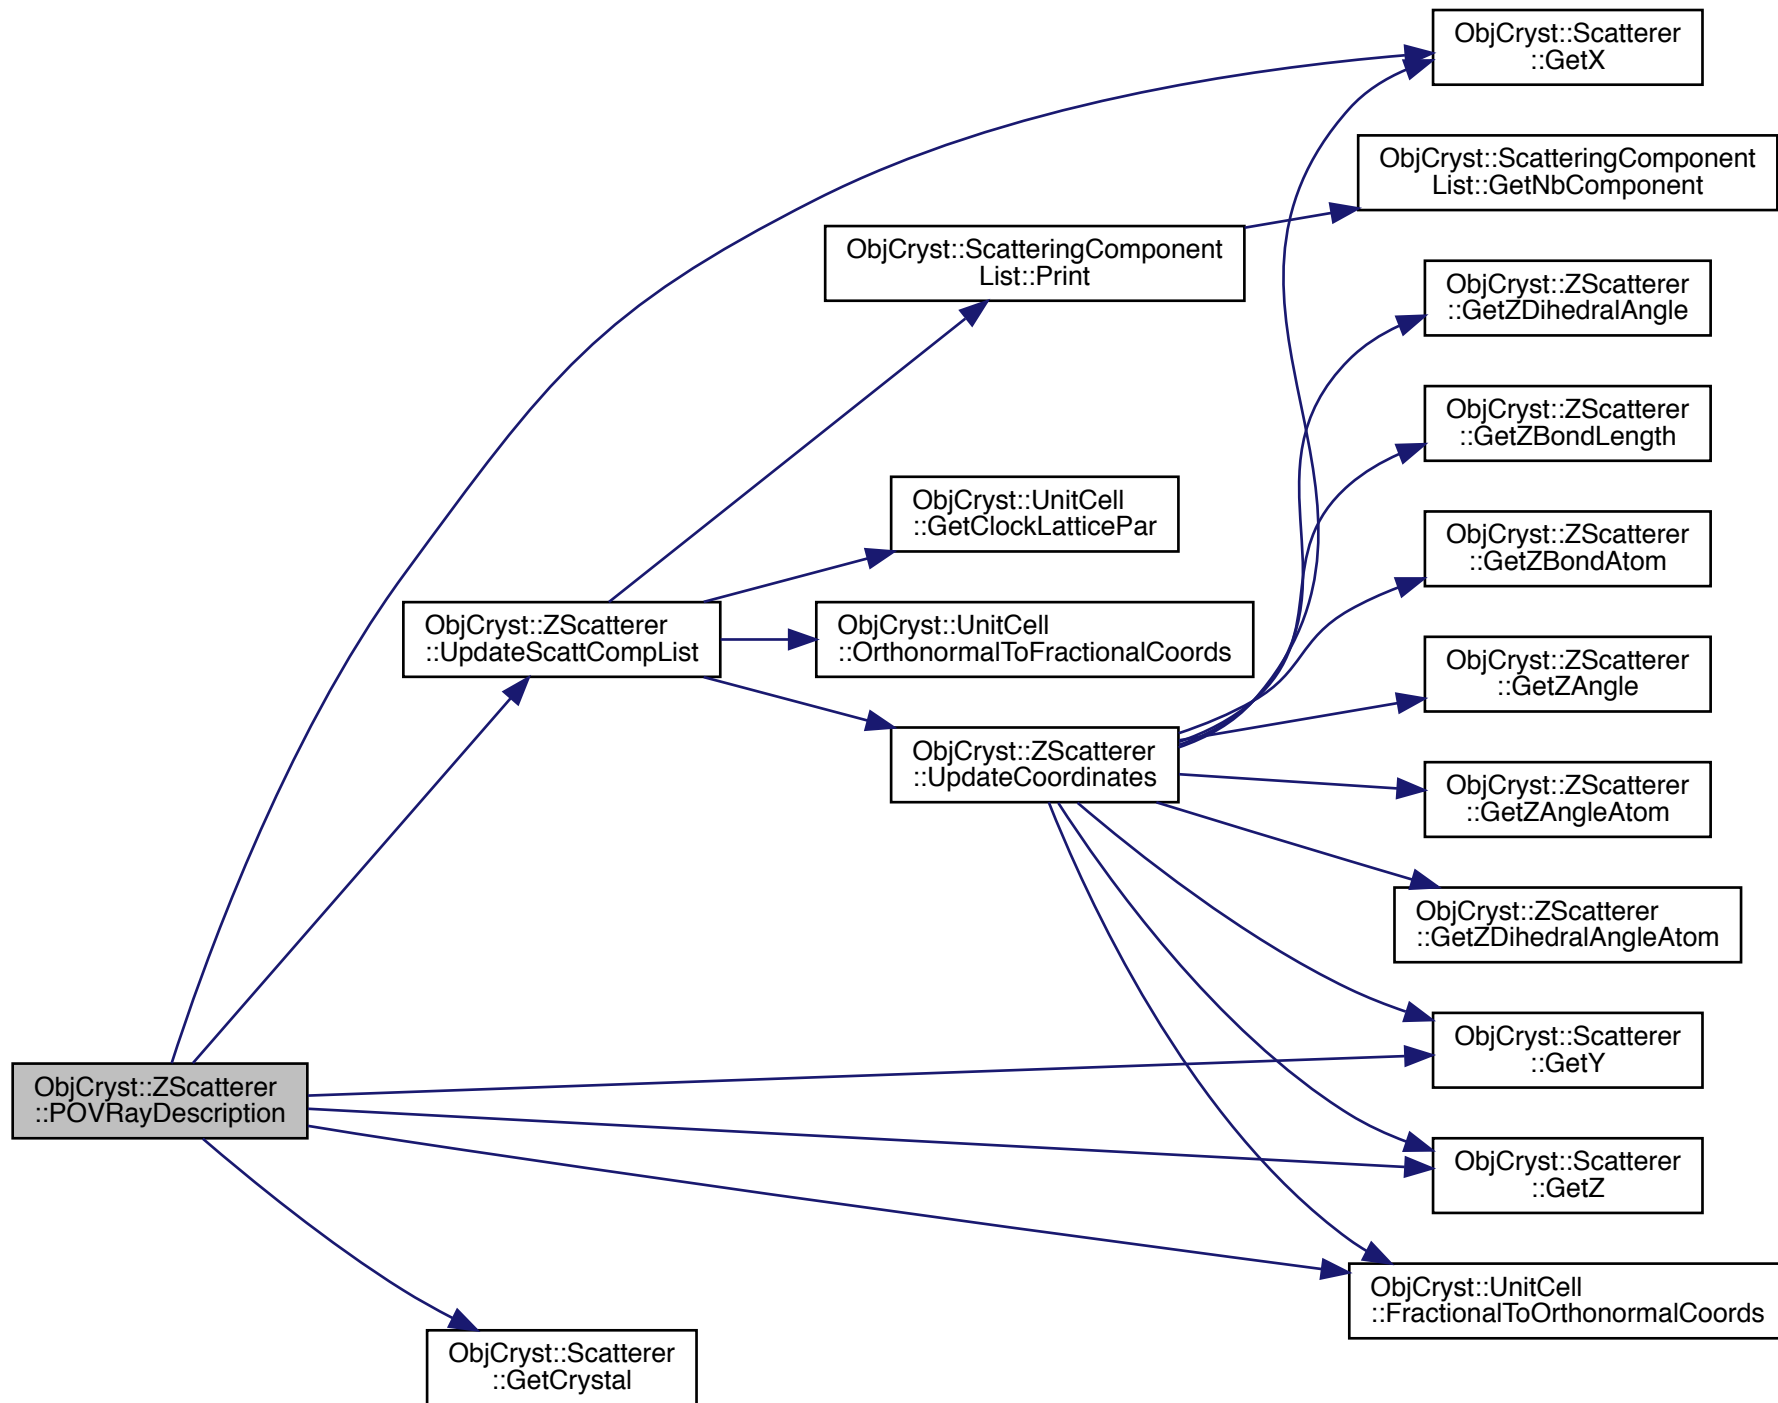 ObjCryst::Scatterer
::GetX
ObjCryst::ScatteringComponent
List::GetNbComponent
ObjCryst::ScatteringComponent
List::Print
ObjCryst::ZScatterer
::GetZDihedralAngle
ObjCryst::ZScatterer
::GetZBondLength
ObjCryst::UnitCell
::GetClockLatticePar
ObjCryst::ZScatterer
::GetZBondAtom
ObjCryst::ZScatterer
::UpdateScattCompList
ObjCryst::UnitCell
::OrthonormalToFractionalCoords
ObjCryst::ZScatterer
::GetZAngle
ObjCryst::ZScatterer
::UpdateCoordinates
ObjCryst::ZScatterer
::GetZAngleAtom
ObjCryst::ZScatterer
::GetZDihedralAngleAtom
ObjCryst::Scatterer
::GetY
ObjCryst::ZScatterer
::POVRayDescription
ObjCryst::Scatterer
::GetZ
ObjCryst::UnitCell
::FractionalToOrthonormalCoords
ObjCryst::Scatterer
::GetCrystal